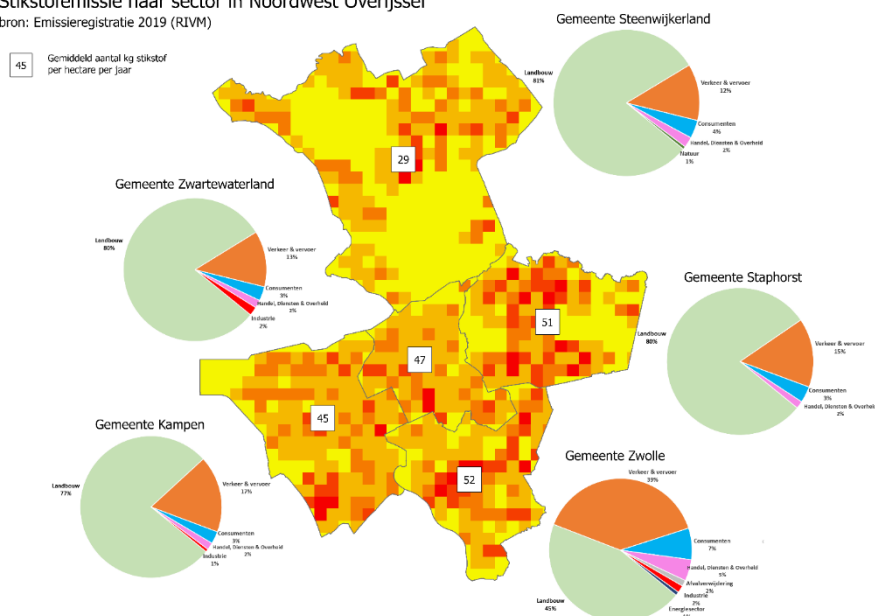 Stikstofemissie naar sector in Noordwest Overijssel
bron: Emissieregistratie 2019 (RIVM)
45
Gemiddeld aantal kg stikstof
per hectare per jaar
Gemeente Steenwijkerland
Landbouw
81%
Verkeer & vervoer
12%
Consumenten
4%
Handel, Diensten & Overheid
2%
Natuur
1%
29
Gemeente Zwartewaterland
Landbouw
80%
Verkeer & vervoer
13%
Consumenten
3%
Handel, Diensten & Overheid
2%
Industrie
2%
51
Gemeente Staphorst
Landbouw
80%
Verkeer & vervoer
15%
Consumenten
3%
Handel, Diensten & Overheid
2%
47
45
Gemeente Kampen
Landbouw
77%
Verkeer & vervoer
17%
Consumenten
3%
Handel, Diensten & Overheid
2%
Industrie
1%
52
Gemeente Zwolle
Verkeer & vervoer
39%
Consumenten
7%
Handel, Diensten & Overheid
5%
Afvalverwijdering
2%
Industrie
2%
Energiesector
Landbouw
45%